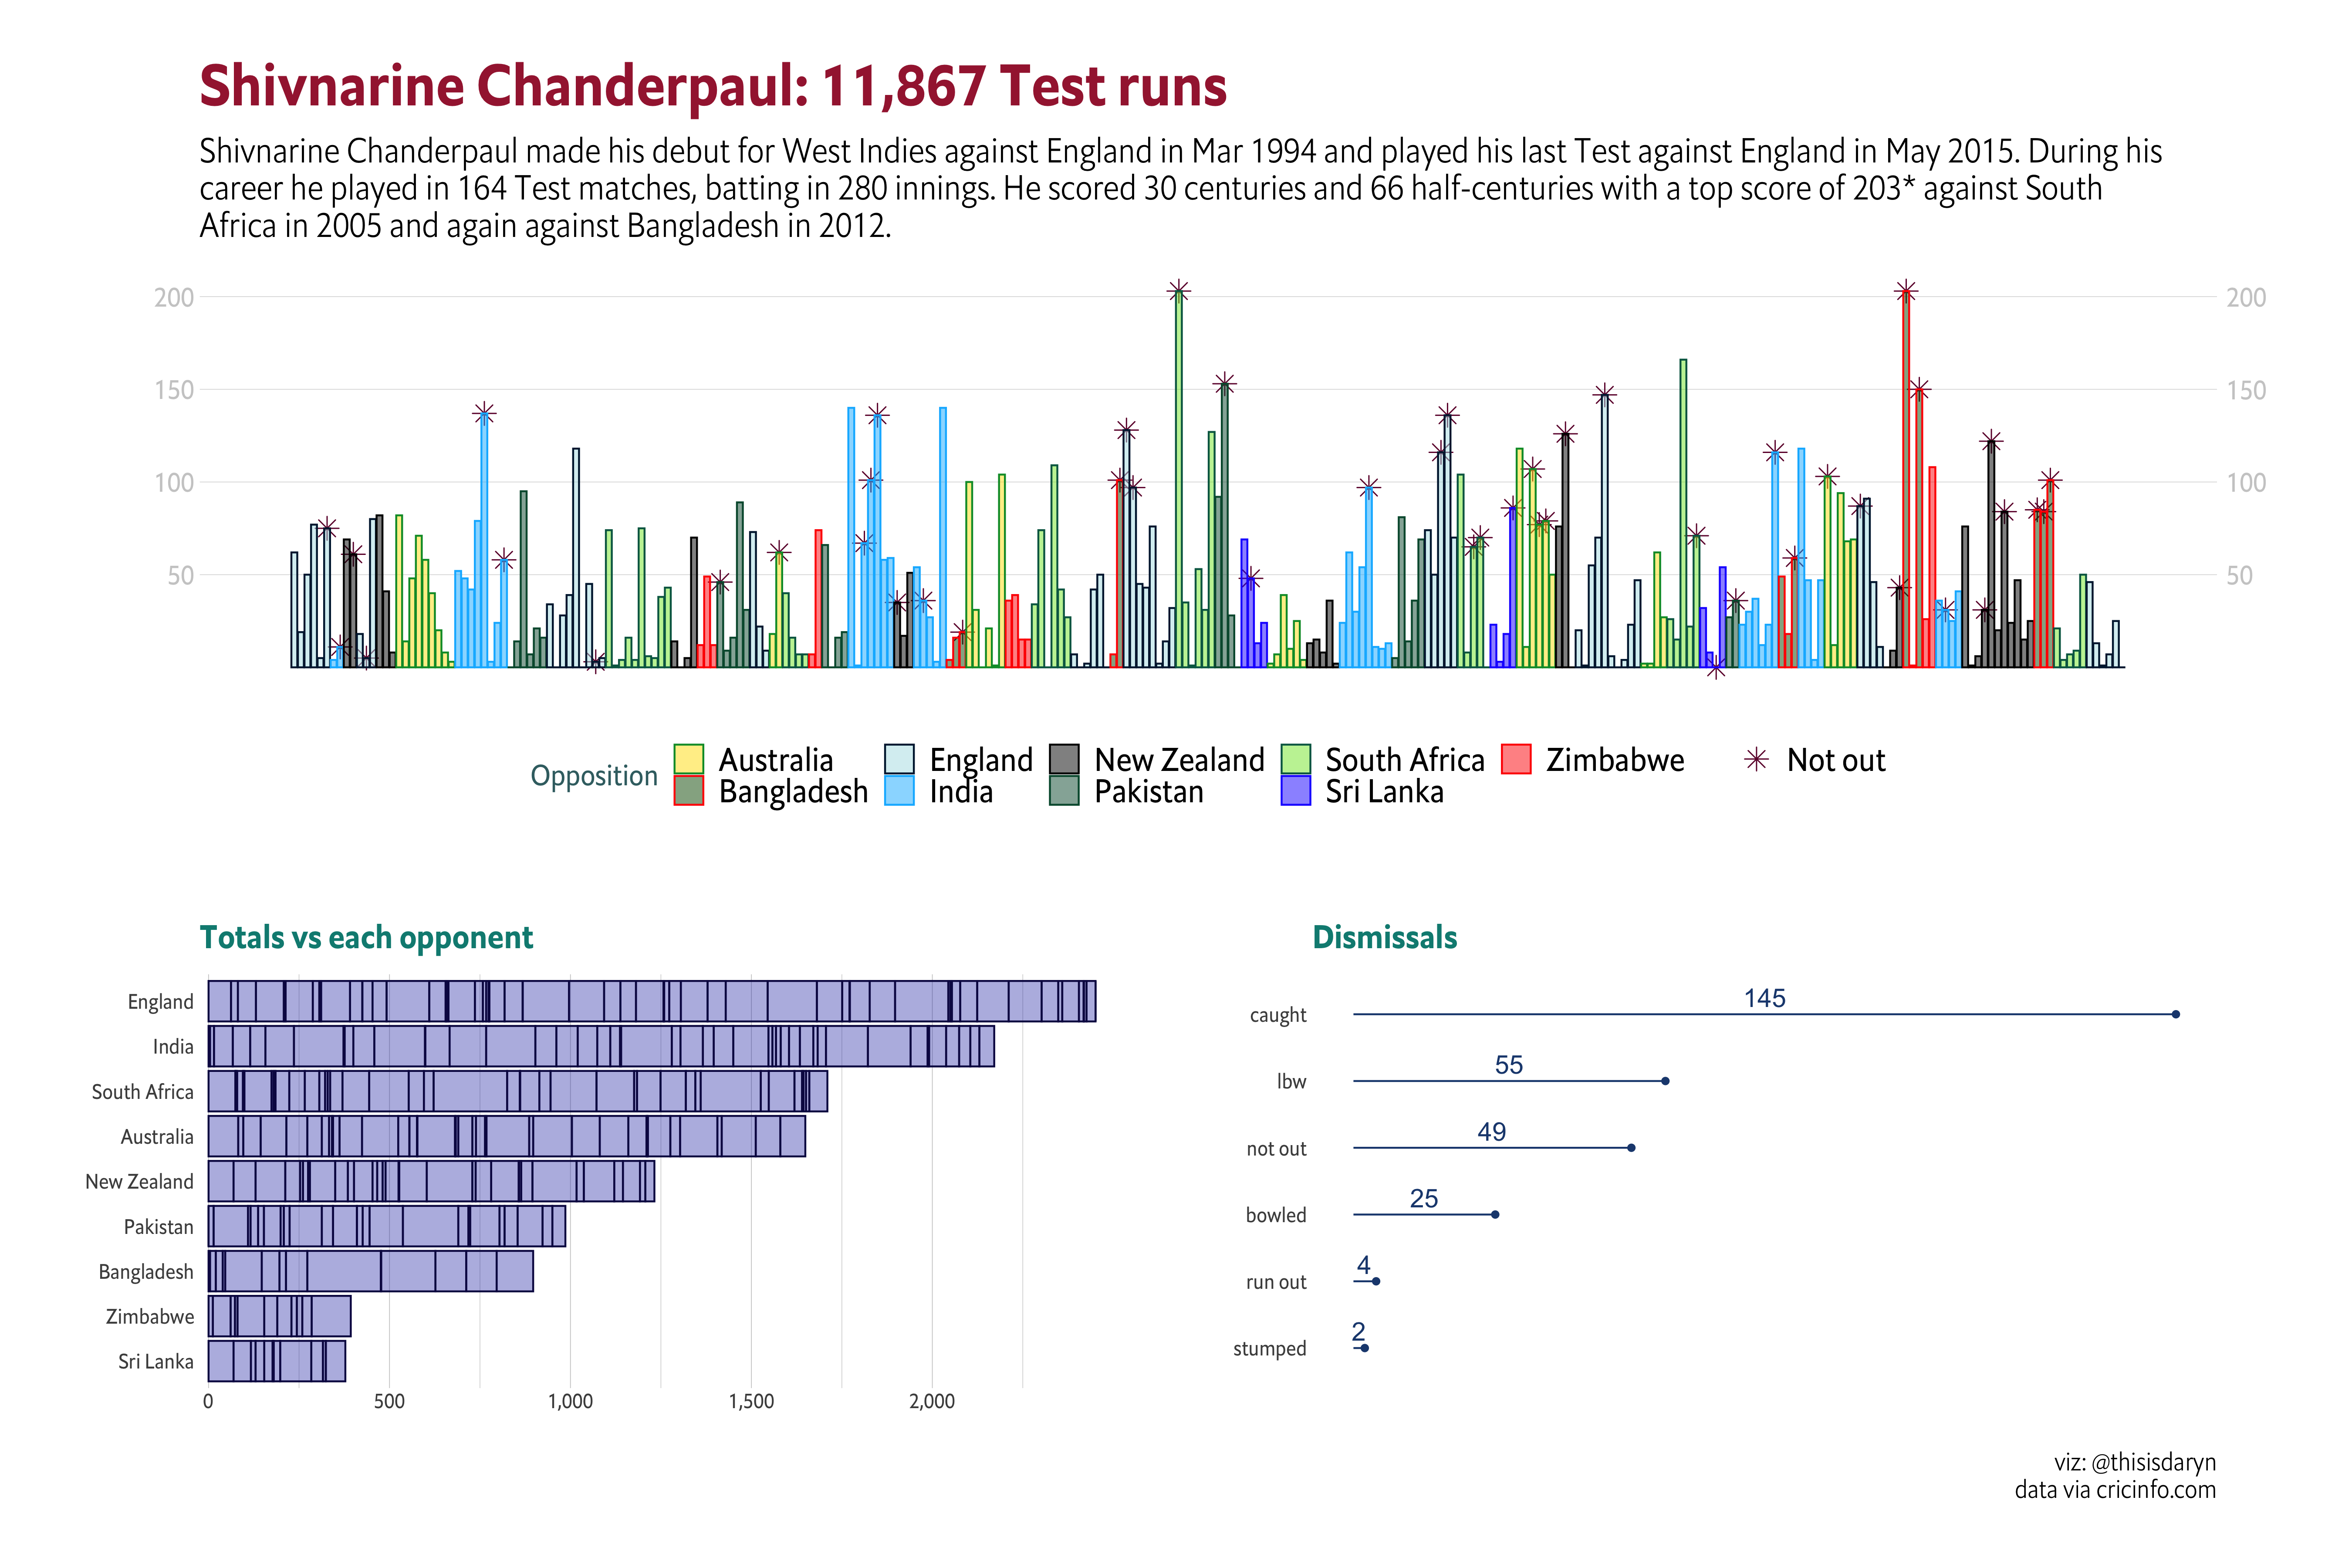 Shivnarine Chanderpaul: 11,867 Test runs
Shivnarine Chanderpaul made his debut for West Indies against England in Mar 1994 and played his last Test against England in May 2015. During his
career he played in 164 Test matches, batting in 280 innings. He scored 30 centuries and 66 half-centuries with a top score of 203* against South
Africa in 2005 and again against Bangladesh in 2012.
200 200
150 150
100 100
50 50
Opposition
Australia England New Zealand South Africa Zimbabwe Not out
Bangladesh India Pakistan Sri Lanka
Totals vs each opponent
England
India
South Africa
Australia
New Zealand
Pakistan
Bangladesh
Zimbabwe
Sri Lanka
0 500 1,000 1,500 2,000
Dismissals
caught 145
lbw 55
not out 49
bowled 25
run out 4
stumped 2
viz: @thisisdaryn
data via cricinfo.com